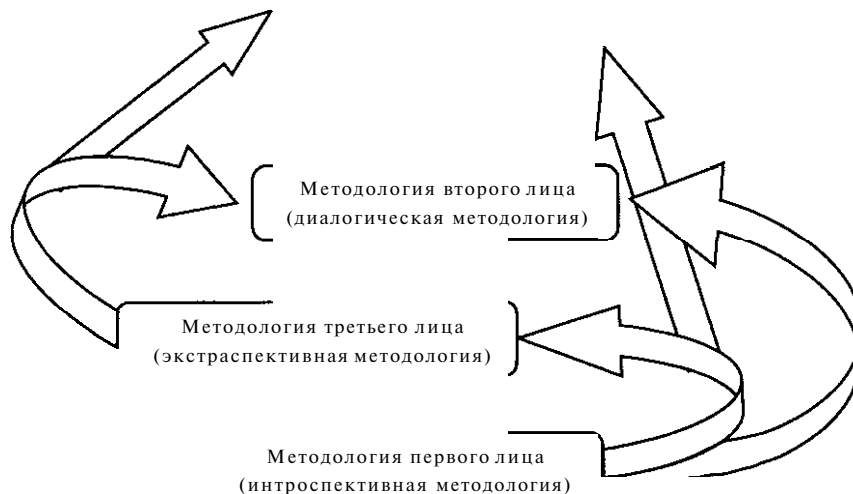 Методология второго лица
(диалогическая методология)
Методология третьего лица
(экстраспективная методология)
Методология первого лица
(интроспективная методология)